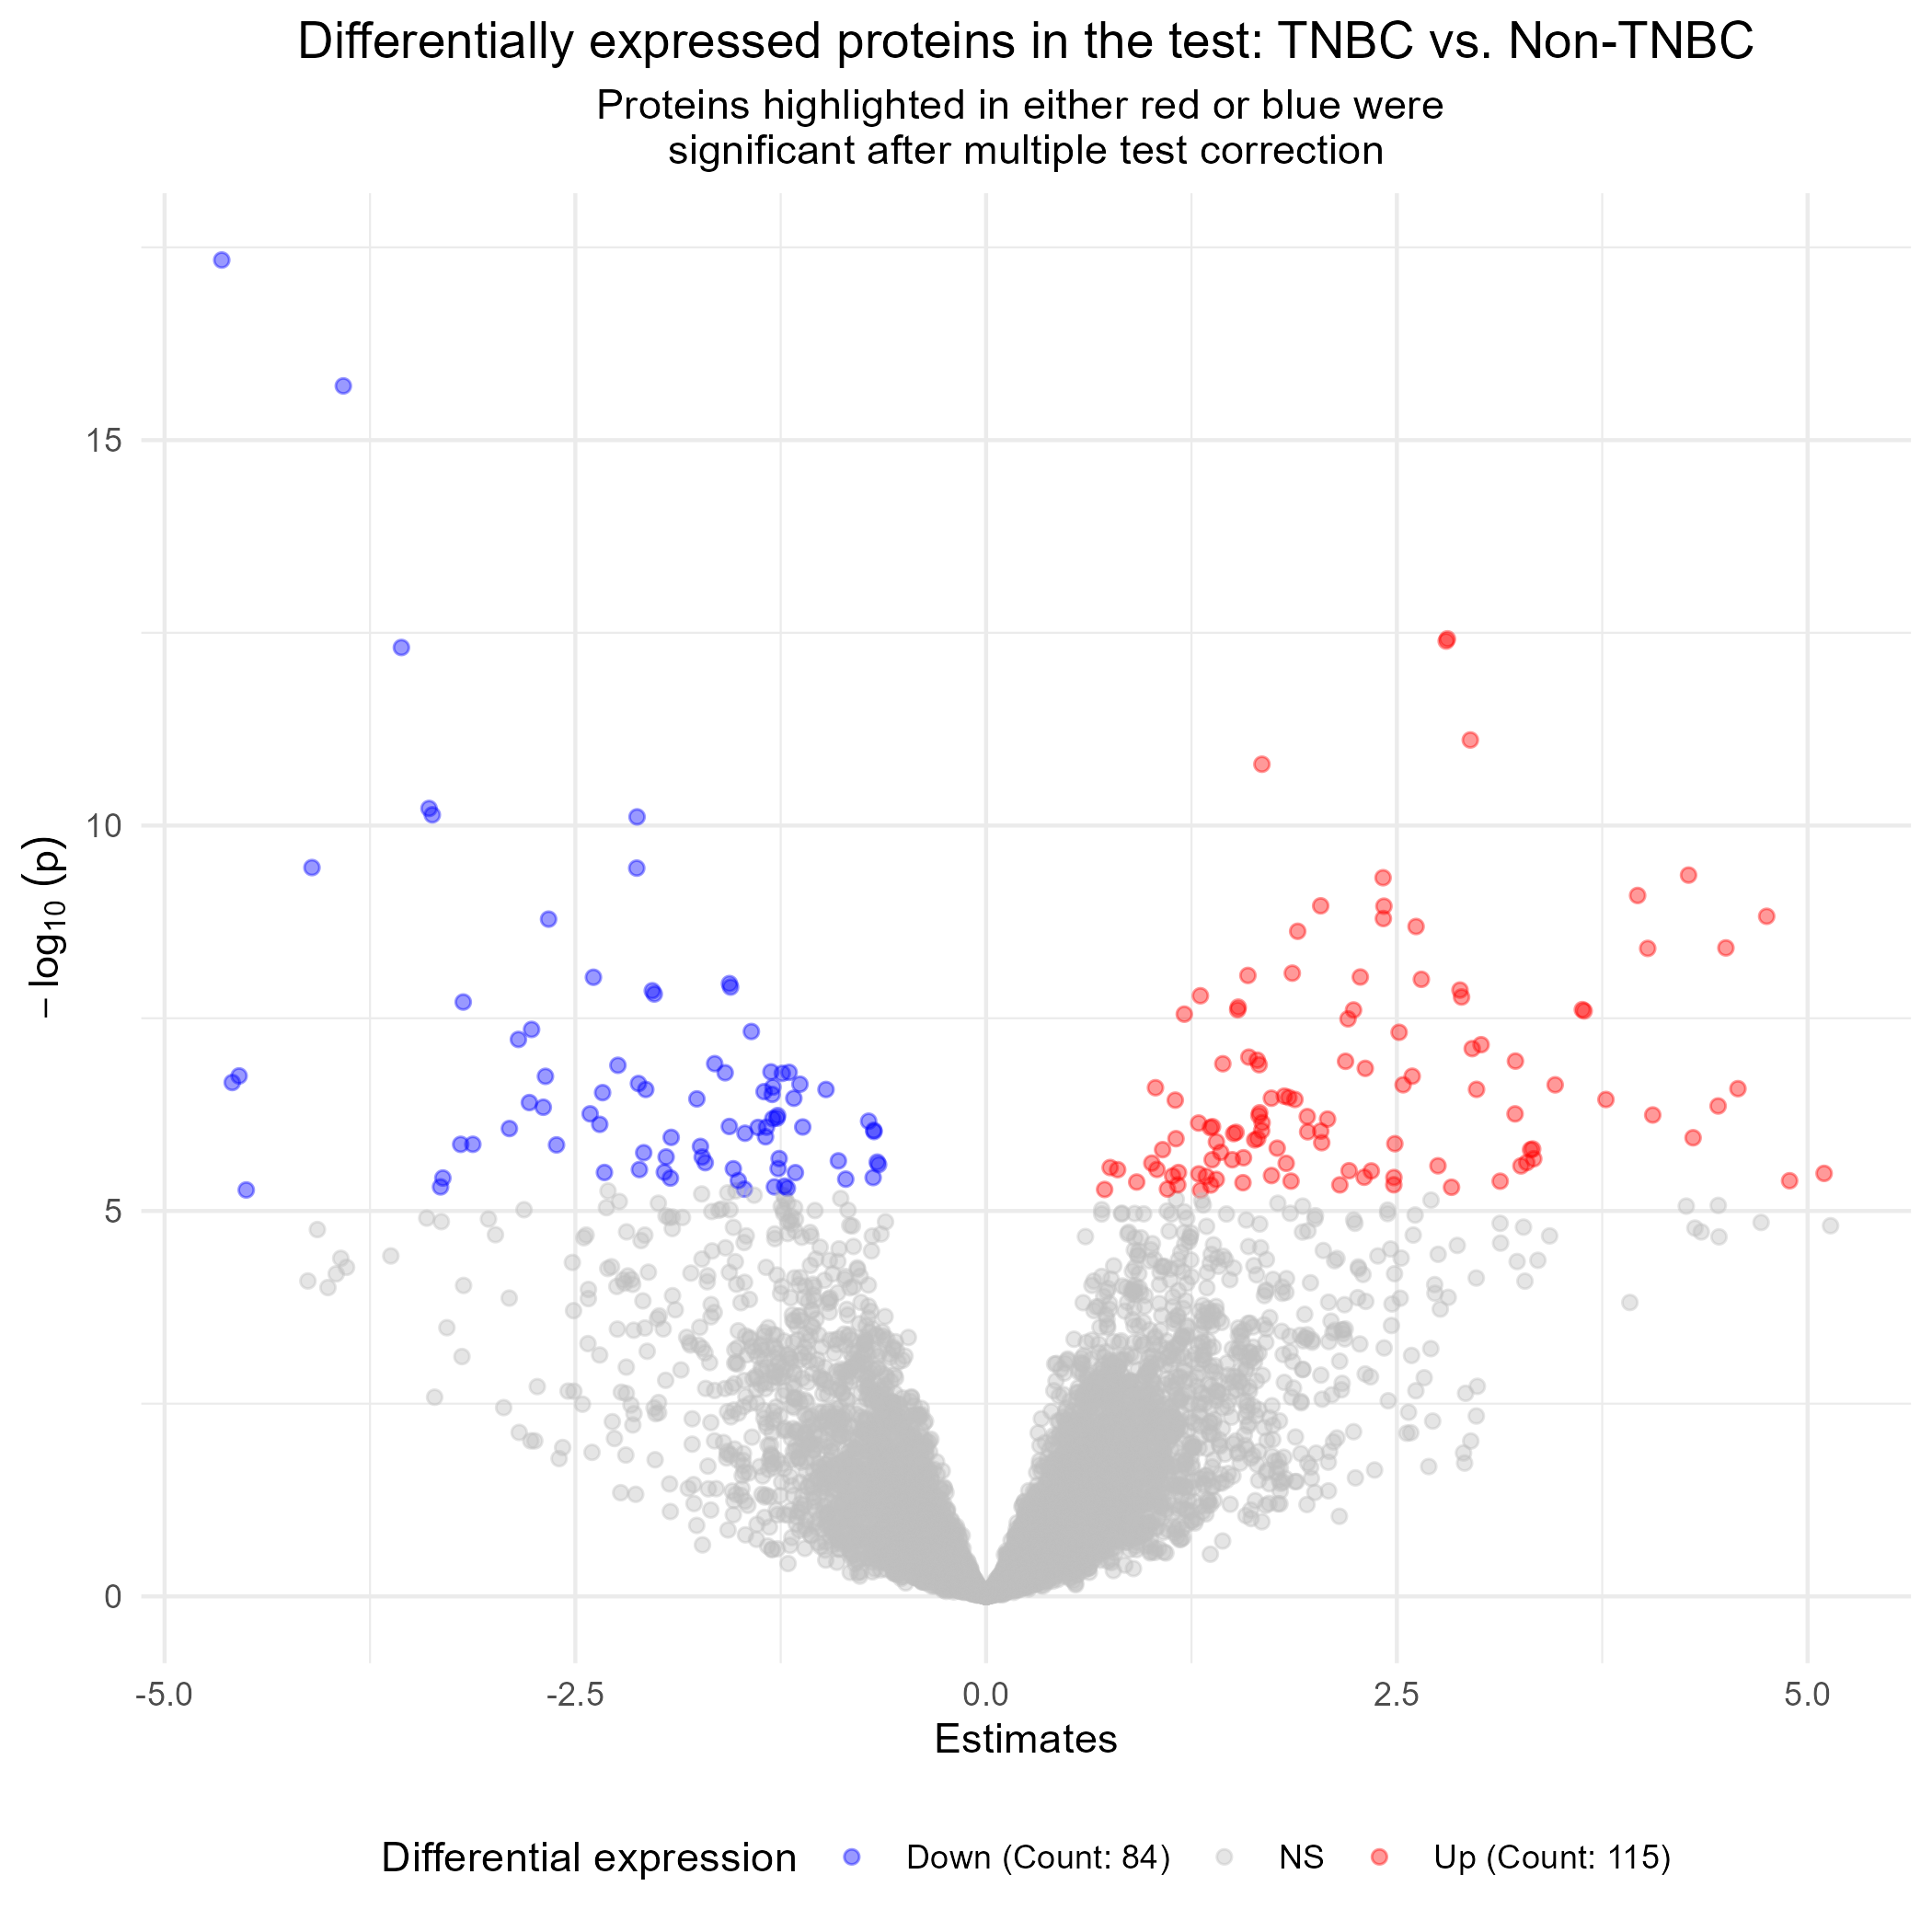 Differentially expressed proteins in the test: TNBC vs. Non-TNBC
Proteins highlighted in either red or blue were
significant after multiple test correction
− log10 (p)
15
10
5
0
-5.0
-2.5
0.0
2.5
5.0
Estimates
Differential expression
Down (Count: 84)
NS
Up (Count: 115)